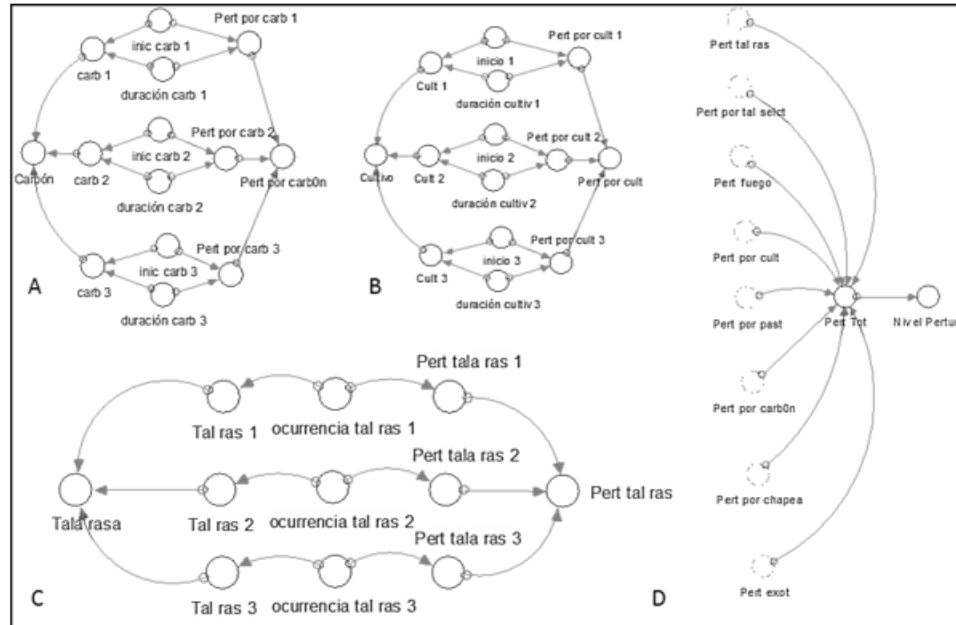 Pert por carb 1
inic carb 1
carb 1
duración carb 1
Pert por carb 2
inic carb 2
Carbón
carb 2
Pert por carb0n
duración carb 2
Pert por carb 3
inic carb 3
carb 3
duración carb 3
A
Pert por cult 1
inicio 1
Cult 1
duración cultiv 1
Pert por cult 2
inicio 2
Cultivo
Cult 2
Pert por cult
duración cultiv 2
Pert por cult 3
inicio 3
Cult 3
duración cultiv 3
B
Pert tala ras 1
Tal ras 1
ocurrencia tal ras 1
Pert tala ras 2
Pert tal ras
Tala rasa
Tal ras 2
ocurrencia tal ras 2
Pert tala ras 3
Tal ras 3
ocurrencia tal ras 3
C
Pert tal ras
Pert por tal selct
Pert fuego
Pert por cult
Pert por past
Pert Tot
Nivel Pertur
Pert por carb0n
Pert por chapea
Pert exot
D